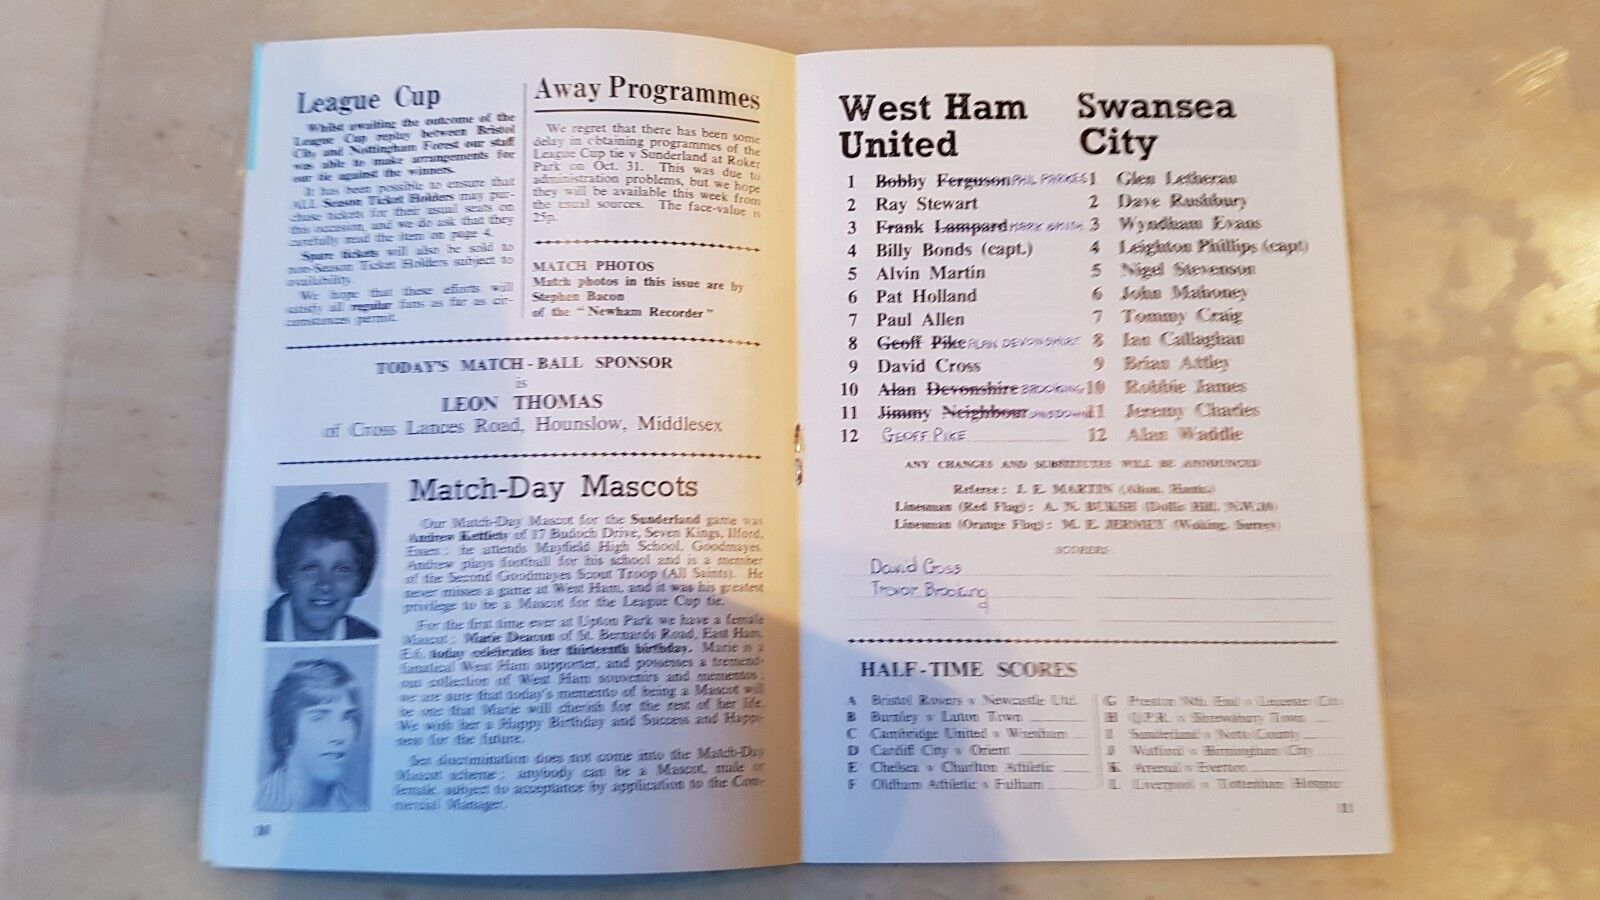 League Cup
Whilst awaiting the outcome of the
League Cup replay between Bristol
City and Nottingham Forest our staff
was able to make arrangements for
our tie against the winners.
It has been possible to ensure that
ALL Season Ticket Holders may pur-
chase tickets for their usual seats on
this occasion, and we do ask that they
carefully read the item on page 4.
Spare tickets will also be sold to
non-Season Ticket Holders subject to
availability.
We hope that these efforts will
satisfy all regular fans as far as cir-
cumstances permit.
Away Programmes
We regret that there has been some
delay in obtaining programmes of the
League Cup tie v Sunderland at Roker
Park on Oct. 31. This was due to
administration problems, but we hope
they will be available this week from
the usual sources. The face-value is
25p.
MATCH PHOTOS
Match photos in this issue are by
Stephen Bacon
of the "Newham Recorder"
TODAY'S MATCH-BALL SPONSOR
is
LEON THOMAS
of Cross Lances Road, Hounslow, Middlesex
Match-Day Mascots
Our Match-Day Mascot for the Sunderland game was
Andrew of 17 Road Drive, Seven Kings, Ilford,
Essex; he attends Mayfield High School, Goodmayes.
Andrew plays football for his school and is a member
of the Second Goodmayes Scout Troop (All Saints). He
never misses a game at West Ham, and it was his greatest
privilege to be a Mascot for the League Cup tie.
For the first time ever at Upton Park we have a female
Mascot; Marie Deacon of St. Bernards Road, East Ham,
E.6, today celebrates her thirteenth birthday. Marie is a
fanatical West Ham supporter, and possesses a tremend-
ous collection of West Ham souvenirs and mementos;
we are sure that today's memento of being a Mascot will
be one that Marie will cherish for the rest of her life.
We wish her a Happy Birthday and Success and Happi-
ness for the future.
Sex discrimination does not come into the Match-Day
Mascot scheme; anybody can be a Mascot, male or
female, subject to acceptance by application to the Com-
mercial Manager.
10
West Ham
United
1 Bobby Ferguson PHIL PARKES
2 Ray Stewart
3 Frank Lampard MARK SMITH
4 Billy Bonds (capt.)
5 Alvin Martin
6 Pat Holland
7 Paul Allen
8 Geoff Pike ALAN DEVONSHIRE
9 David Cross
10 Alan Devonshire BROOKING
11 Jimmy Neighbour
12 GEOFF PIKE
Swansea
City
1 Glen Letheran
2 Dave Rushbury
3 Wyndham Evans
4 Leighton Phillips (capt)
5 Nigel Stevenson
6 John Mahoney
7 Tommy Craig
8 Ian Callaghan
9 Brian Attley
10 Robbie James
11 Jeremy Charles
12 Alan Waddle
ANY CHANGES AND SUBSTITUTES WILL BE ANNOUNCED
Referee: J. E. MARTIN (Alton, Hants.)
Linesman (Red Flag): A. N. BUKSH (Dollis Hill, N.W.10)
Linesman (Orange Flag): M. E. JERMEY (Woking, Surrey)
SCORERS
David Cross
Trevor Brooking
HALF-TIME SCORES
A Bristol Rovers v Newcastle Utd.
B Burnley v Luton Town
C Cambridge United v Wrexham
D Cardiff City v Orient
E Chelsea v Charlton Athletic
F Oldham Athletic v Fulham
G Preston Nth. End v Leicester City
H Q.P.R. v Shrewsbury Town
I Sunderland v Notts County
J Watford v Birmingham City
K Arsenal v Everton
L Liverpool v Tottenham Hotspur
11